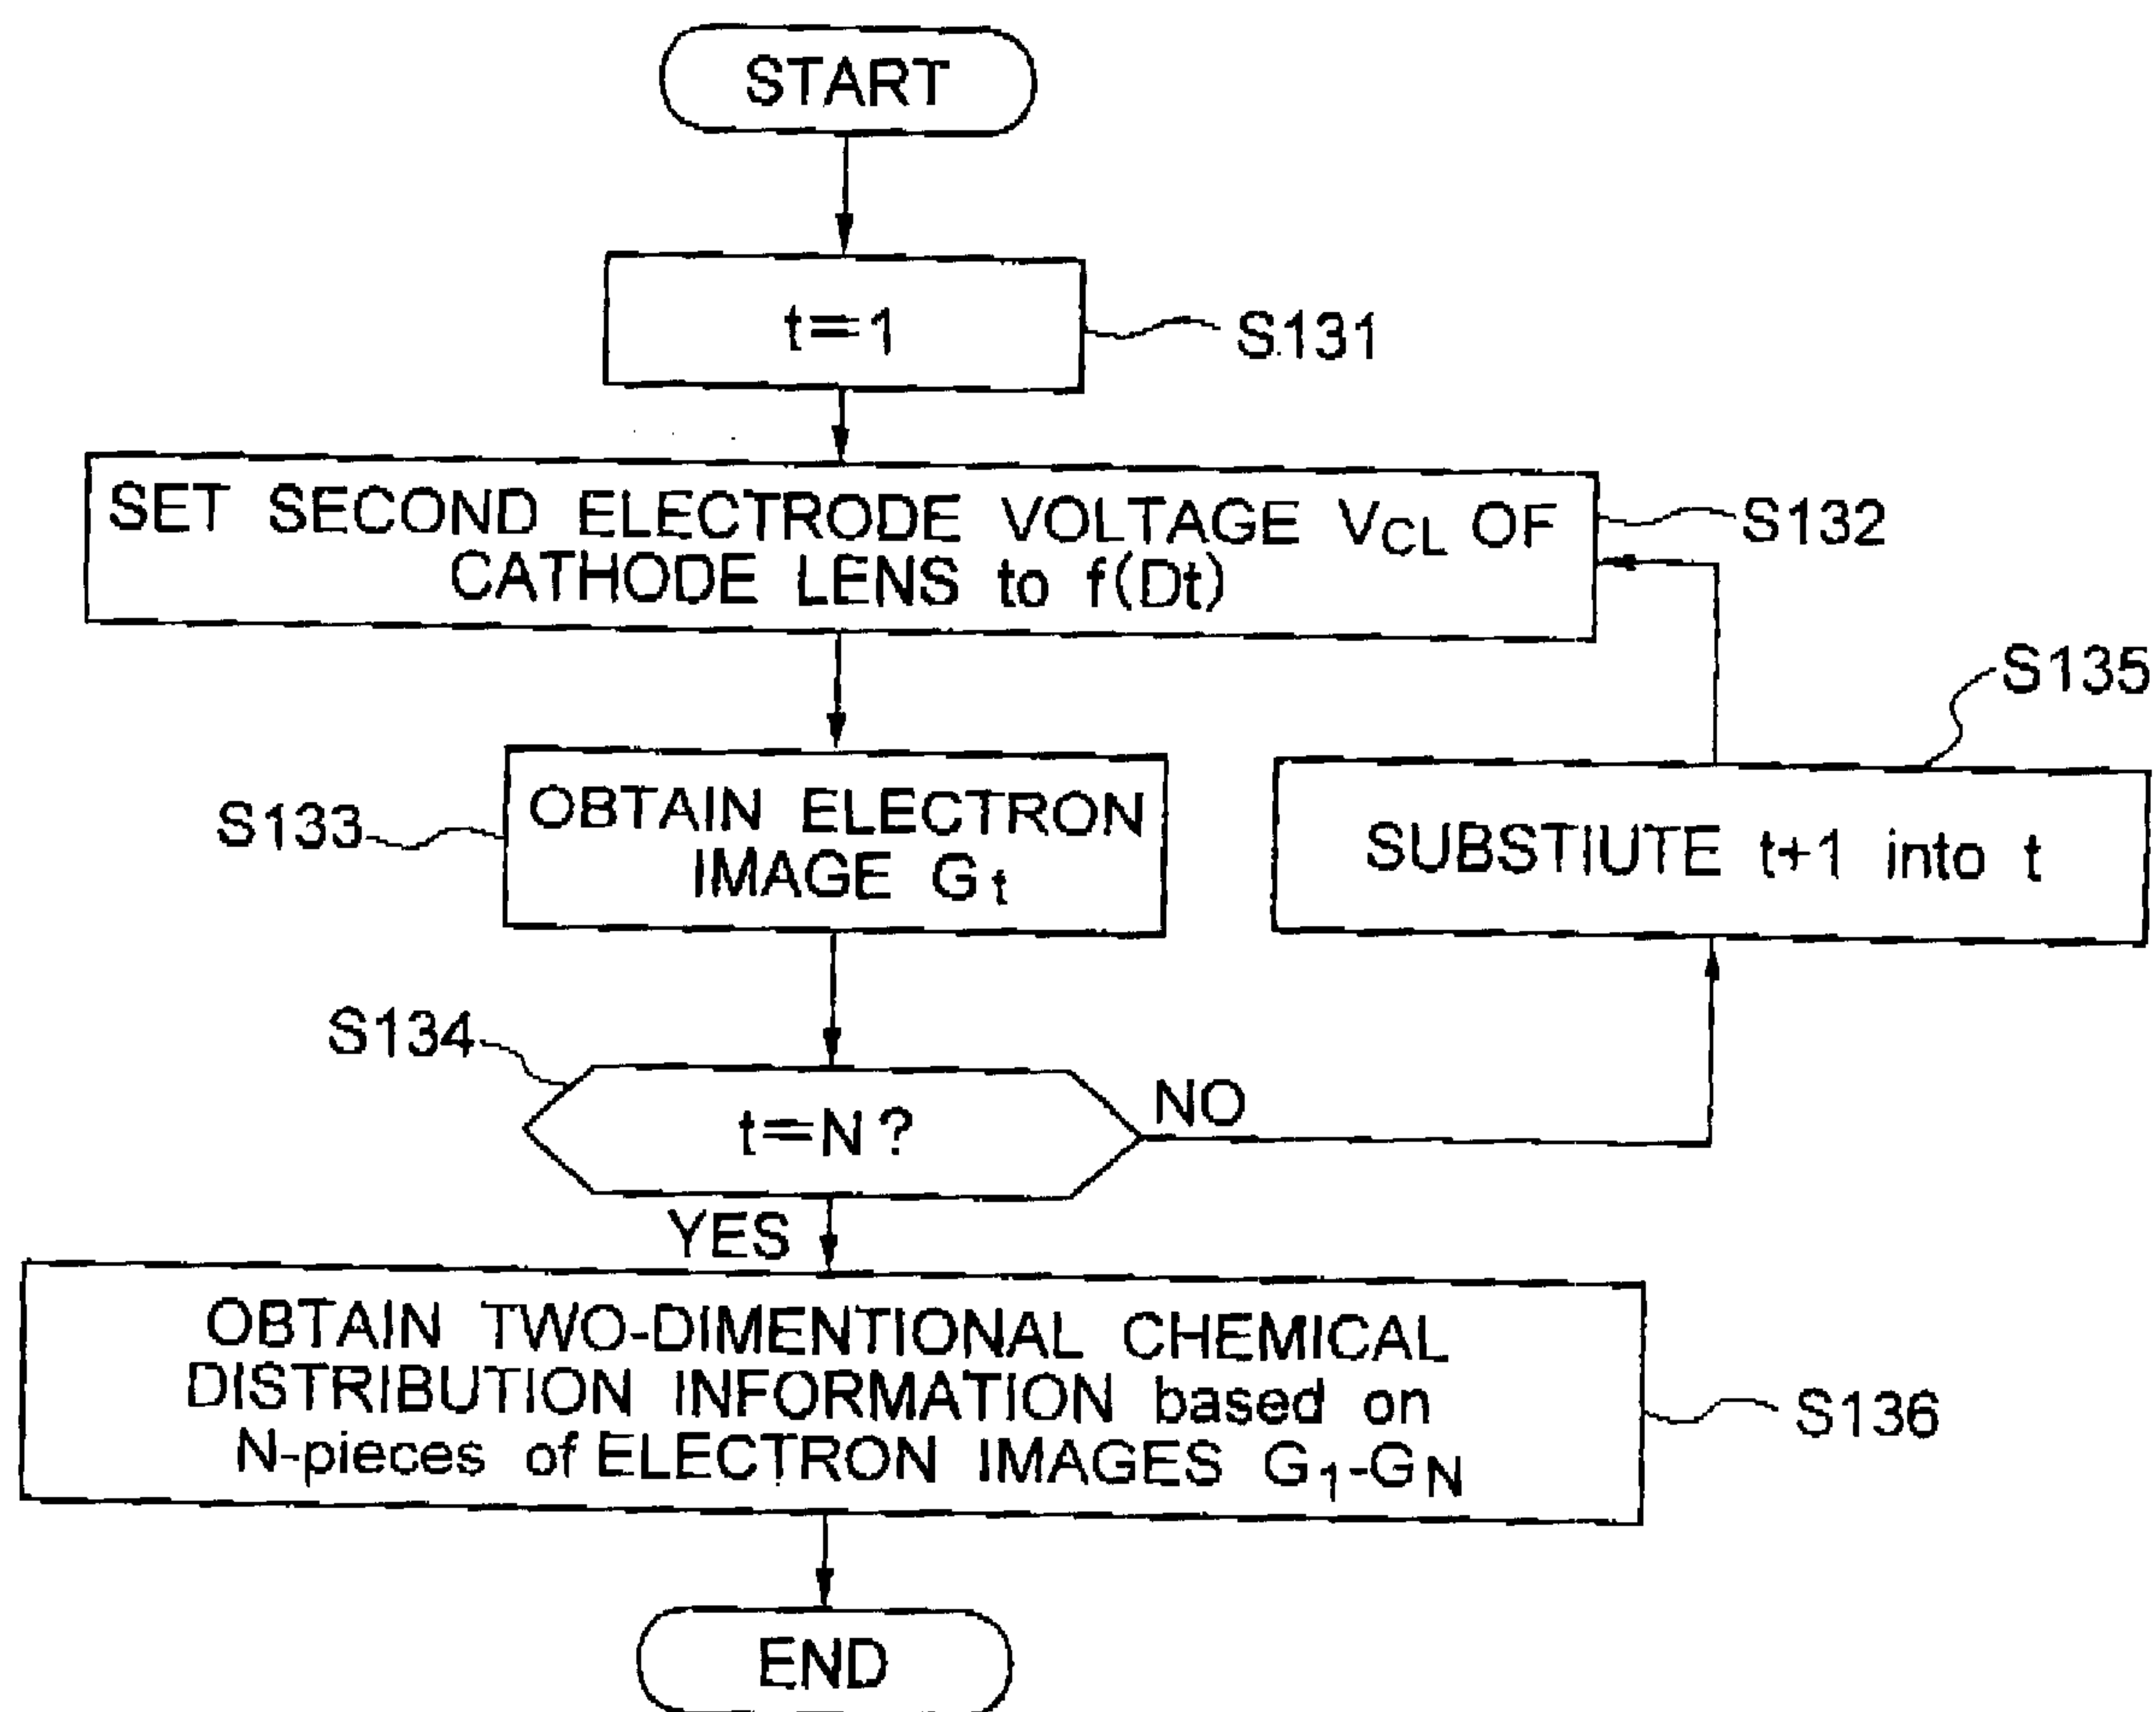 START
t=1
S131
SET SECOND ELECTRODE VOLTAGE VCL OF
CATHODE LENS to f(Dt)
S132
S135
S133
OBTAIN ELECTRON
IMAGE Gt
SUBSTIUTE t+1 into t
S134
t=N?
NO
YES
OBTAIN TWO-DIMENTIONAL CHEMICAL
DISTRIBUTION INFORMATION based on
N-pieces of ELECTRON IMAGES G1-GN
S136
END